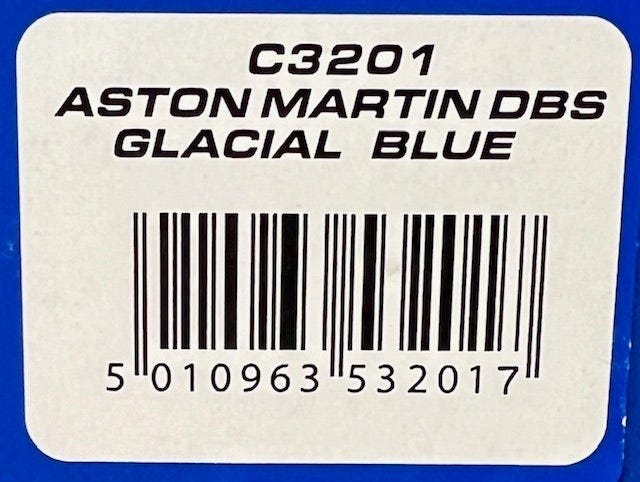 C3201
ASTON MARTIN DBS
GLACIAL BLUE
5 010963 532017